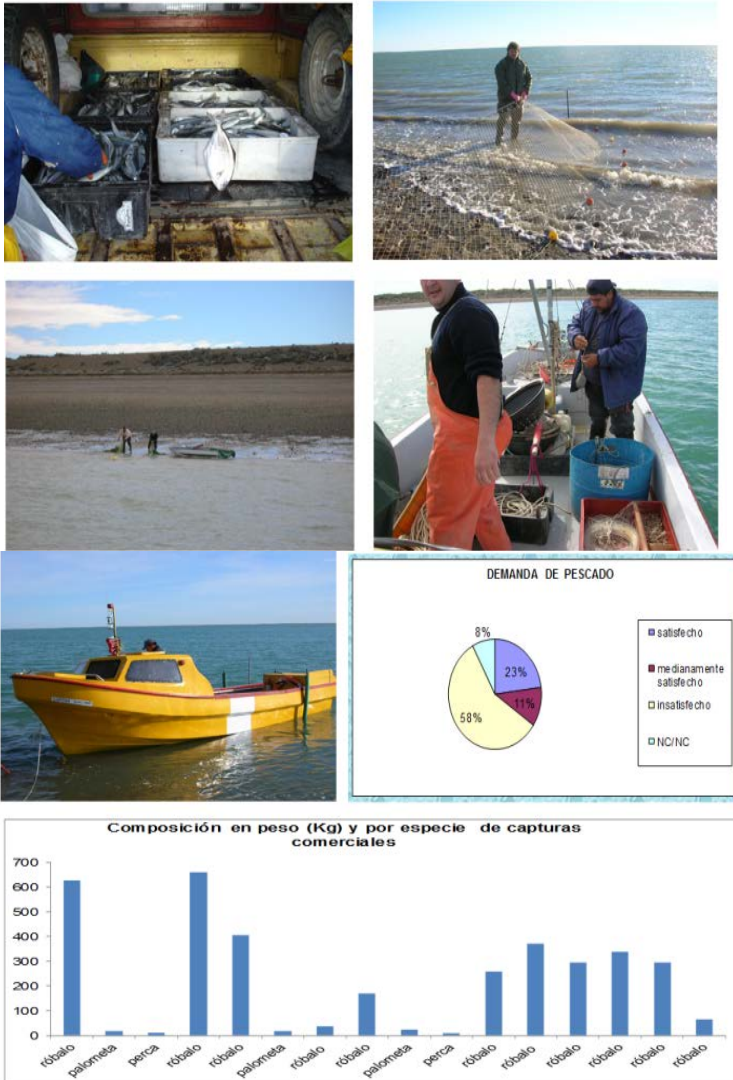 DEMANDA DE PESCADO
8%
23%
11%
58%
satisfecho
medianamente
satisfecho
insatisfecho
NC/NC
Composición en peso (Kg) y por especie de capturas
comerciales
700
600
500
400
300
200
100
0
róbalo
palometa
perca
róbalo
róbalo
palometa
róbalo
róbalo
palometa
perca
róbalo
róbalo
róbalo
róbalo
róbalo
róbalo